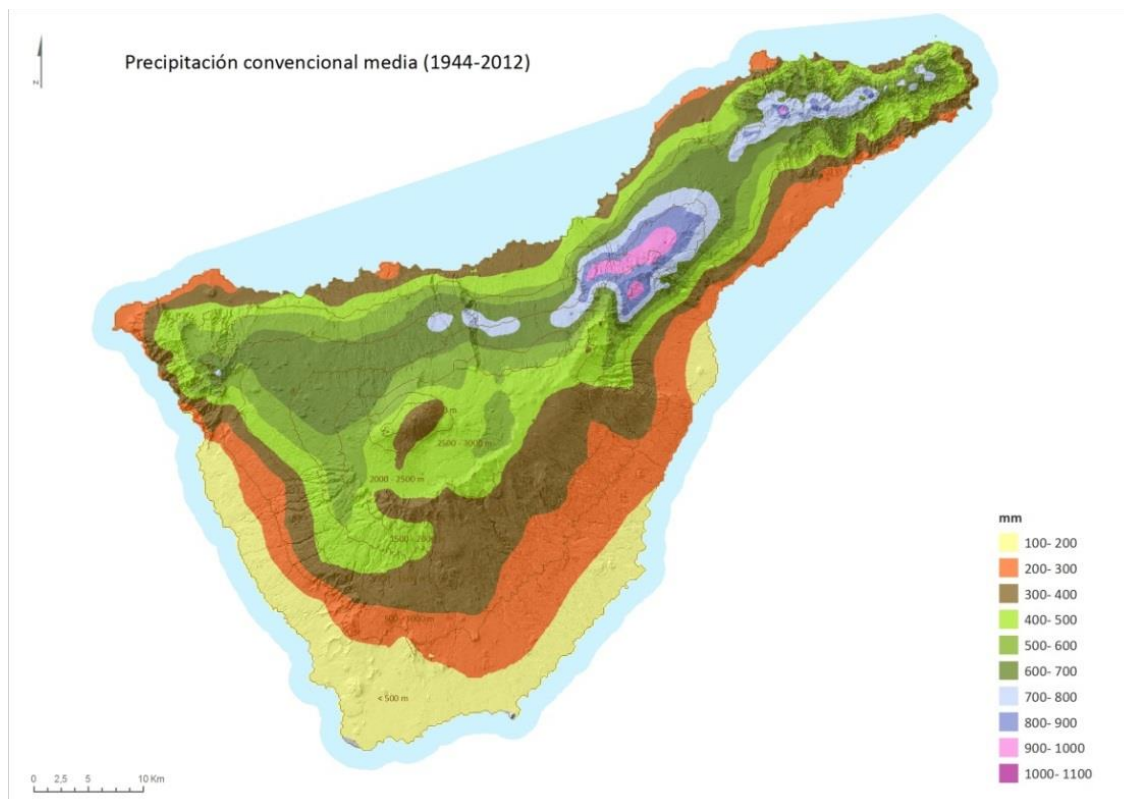 Precipitación convencional media (1944-2012)
N
2500 - 3000 m
2000 - 2500 m
< 500 m
mm
100- 200
200- 300
300- 400
400- 500
500- 600
600- 700
700- 800
800- 900
900- 1000
1000- 1100
0 2,5 5 10 Km